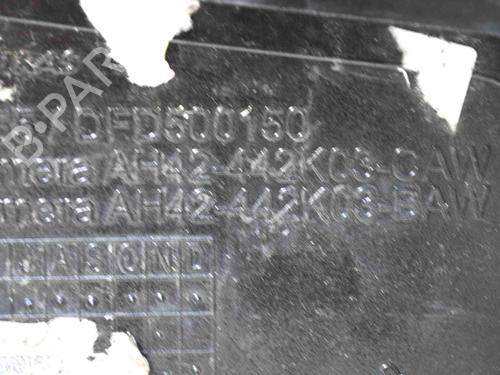 B-PARTS
DFD500150
mera AH42-442K03-CAW
mera AH42-442K03-BAW
J A S O N D